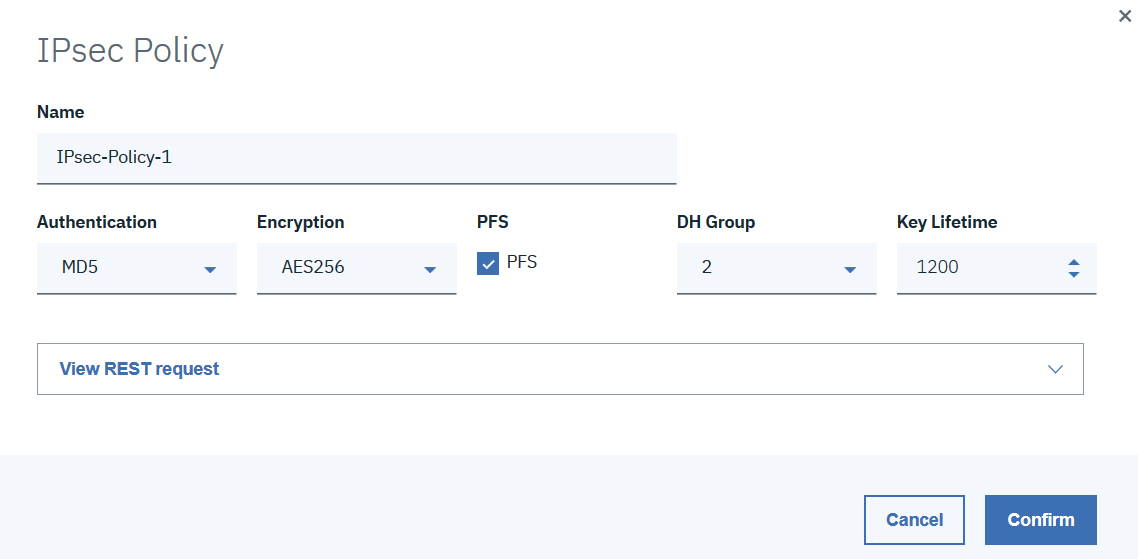 IPsec Policy
Name
IPsec-Policy-1
Authentication Encryption PFS DH Group Key Lifetime
MD5 AES256 PFS 2 1200
View REST request
Cancel Confirm